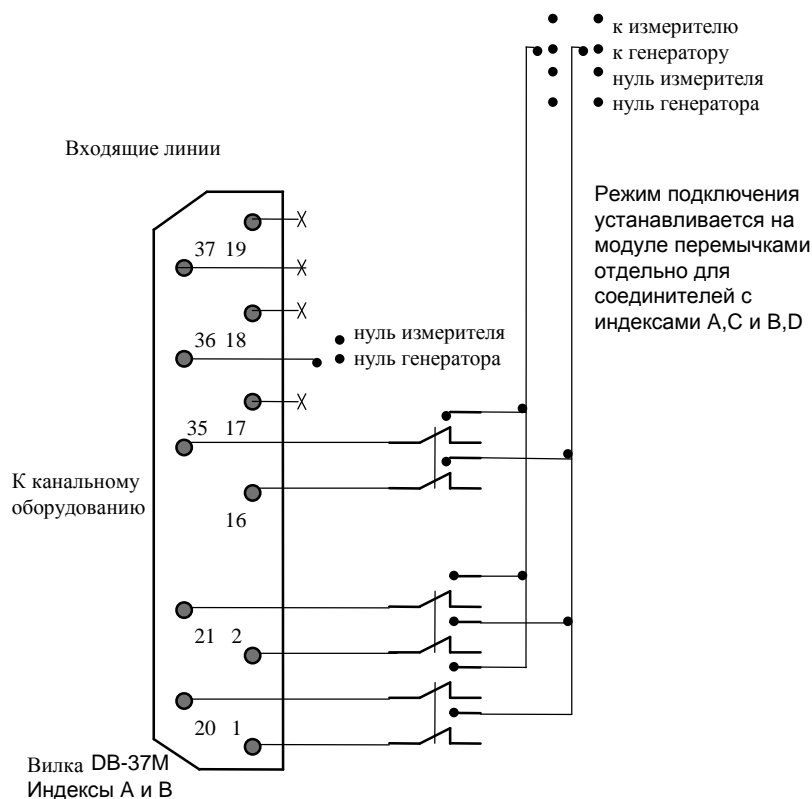 к измерителю
к генератору
нуль измерителя
нуль генератора
Входящие линии
Режим подключения
устанавливается на
модуле перемычками
отдельно для
соединителей с
индексами A,C и B,D
37 19
36 18
нуль измерителя
нуль генератора
35 17
К канальному
оборудованию
16
21 2
20 1
Вилка DB-37M
Индексы А и В